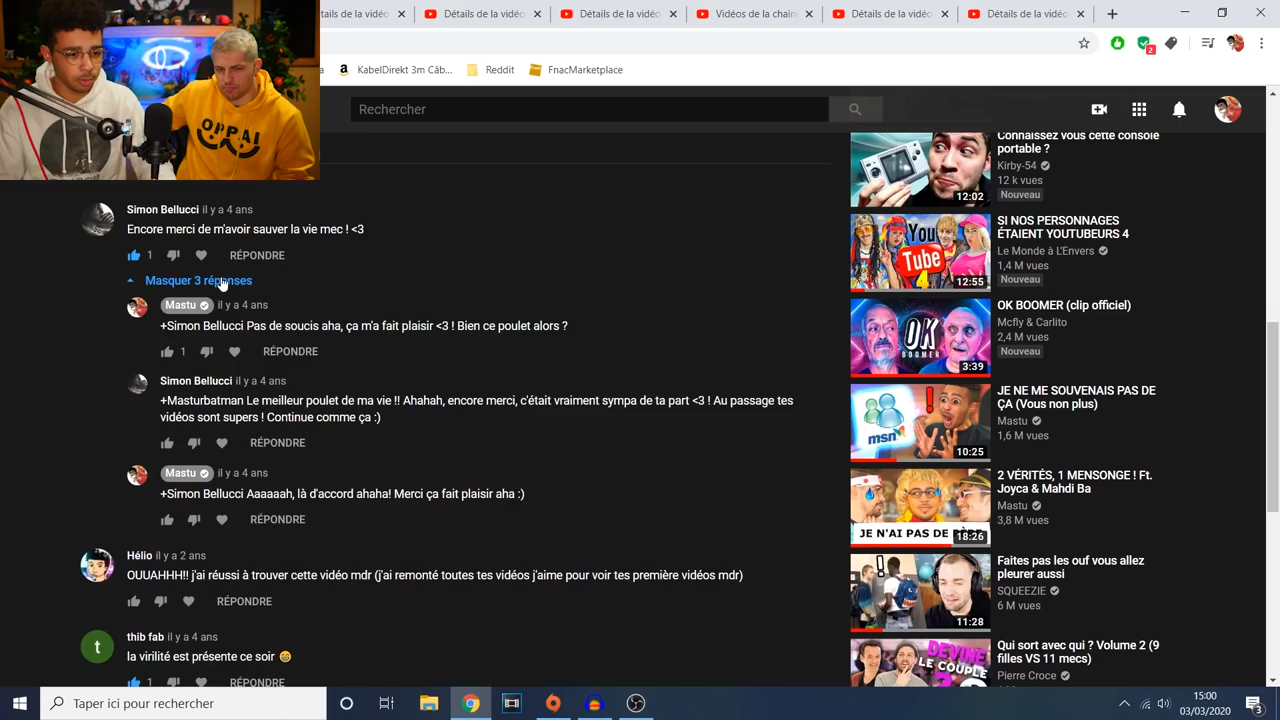 tails de la vidéo
Détails de la vidéo
Détails de la vidéo
Vidéos de la chaîn
Détails de la vidéo
Détails de la vidéo
2
a
KabelDirekt 3m Câb...
Reddit
FnacMarketplace
Rechercher
OPPAI
Simon Bellucci il y a 4 ans
Encore merci de m'avoir sauver la vie mec ! <3
1
RÉPONDRE
Masquer 3 réponses
Mastu il y a 4 ans
+Simon Bellucci Pas de soucis aha, ça m'a fait plaisir <3 ! Bien ce poulet alors ?
1
RÉPONDRE
Simon Bellucci il y a 4 ans
+Masturbatman Le meilleur poulet de ma vie !! Ahahah, encore merci, c'était vraiment sympa de ta part <3 ! Au passage tes
vidéos sont supers ! Continue comme ça :)
RÉPONDRE
Mastu il y a 4 ans
+Simon Bellucci Aaaaaah, là d'accord ahaha! Merci ça fait plaisir aha :)
RÉPONDRE
Hélio il y a 2 ans
OUUAHHH!! j'ai réussi à trouver cette vidéo mdr (j'ai remonté toutes tes vidéos j'aime pour voir tes première vidéos mdr)
RÉPONDRE
t
thib fab il y a 4 ans
la virilité est présente ce soir 😁
1
RÉPONDRE
12:02
Connaissez vous cette console
portable ?
Kirby-54
12 k vues
Nouveau
You
Tube
4
12:55
SI NOS PERSONNAGES
ÉTAIENT YOUTUBEURS 4
Le Monde à L'Envers
1,4 M vues
Nouveau
OK
BOOMER
3:39
OK BOOMER (clip officiel)
Mcfly & Carlito
2,4 M vues
Nouveau
msn
10:25
JE NE ME SOUVENAIS PAS DE
ÇA (Vous non plus)
Mastu
1,6 M vues
JE N'AI PAS DE
18:26
2 VÉRITÉS, 1 MENSONGE ! Ft.
Joyca & Mahdi Ba
Mastu
3,8 M vues
11:28
Faites pas les ouf vous allez
pleurer aussi
SQUEEZIE
6 M vues
DEVINE
LE COUPLE
Qui sort avec qui ? Volume 2 (9
filles VS 11 mecs)
Pierre Croce
Taper ici pour rechercher
15:00
03/03/2020
3